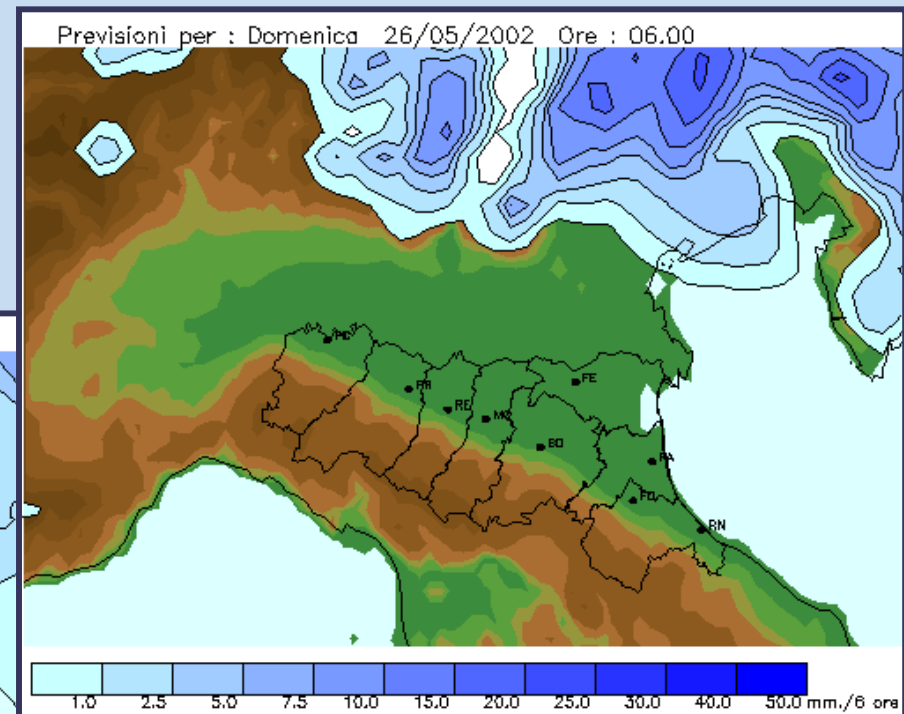 Previsioni per : Domenica 26/05/2002 Ore : 06.00
PC
PR
RE
MO
FE
BO
RA
FO
RN
1.0 2.5 5.0 7.5 10.0 15.0 20.0 25.0 30.0 40.0 50.0 mm./6 ore